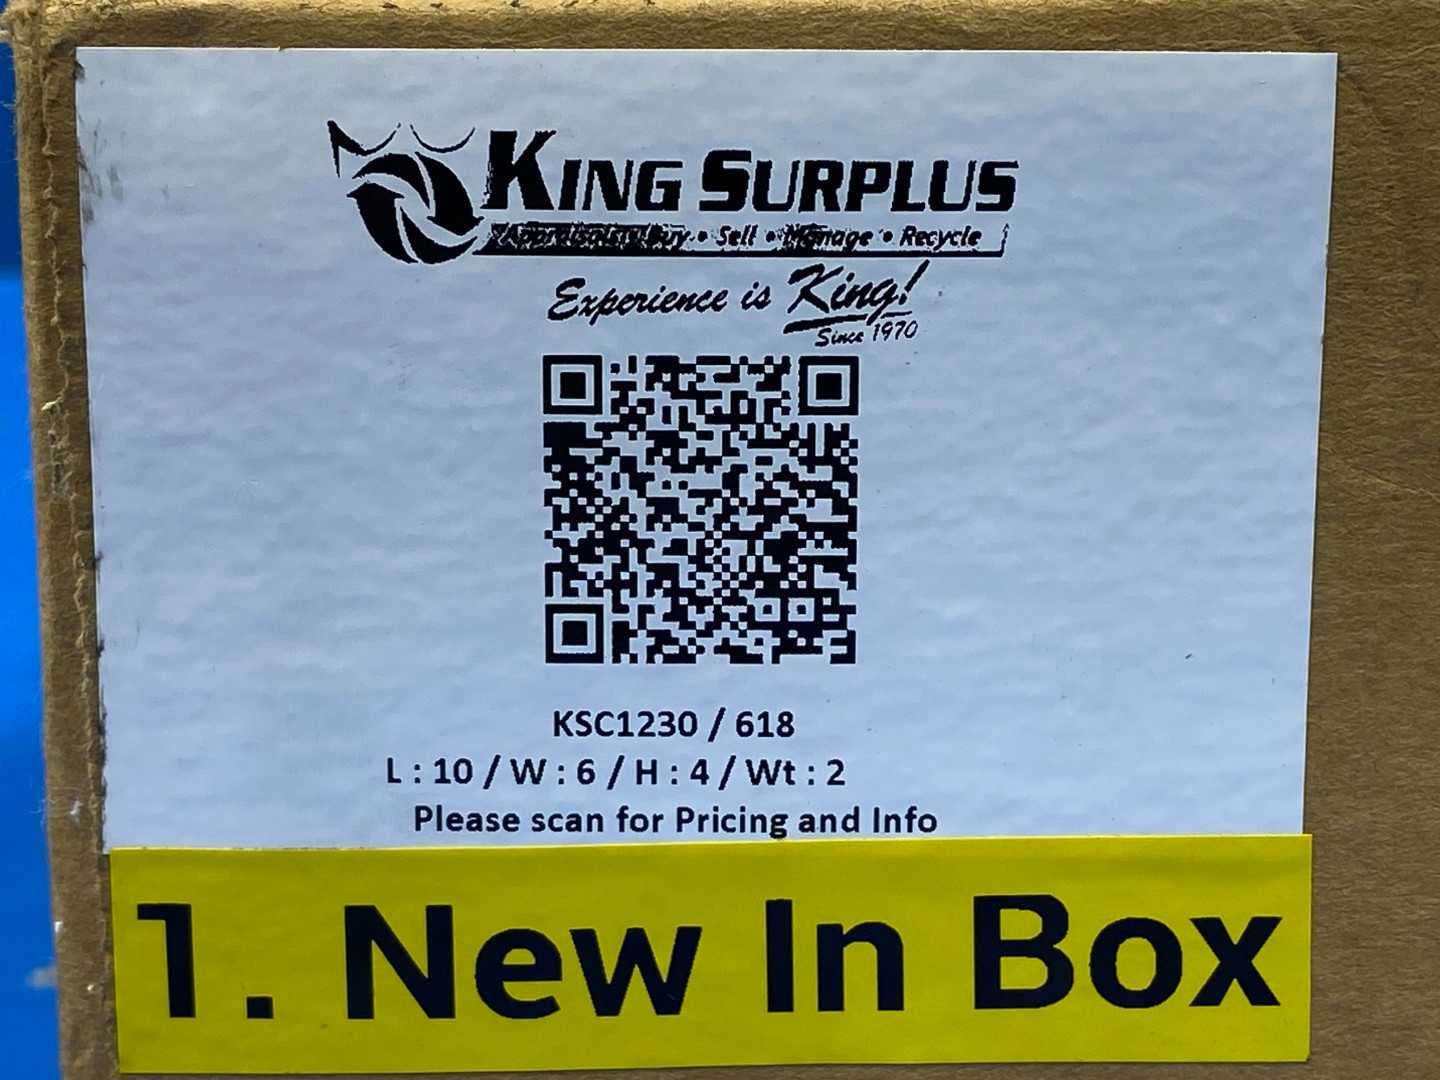 KING SURPLUS
Buy • Sell • Manage • Recycle
Experience is King!
Since 1970
KSC1230 / 618
L : 10 / W : 6 / H : 4 / Wt : 2
Please scan for Pricing and Info
1. New In Box